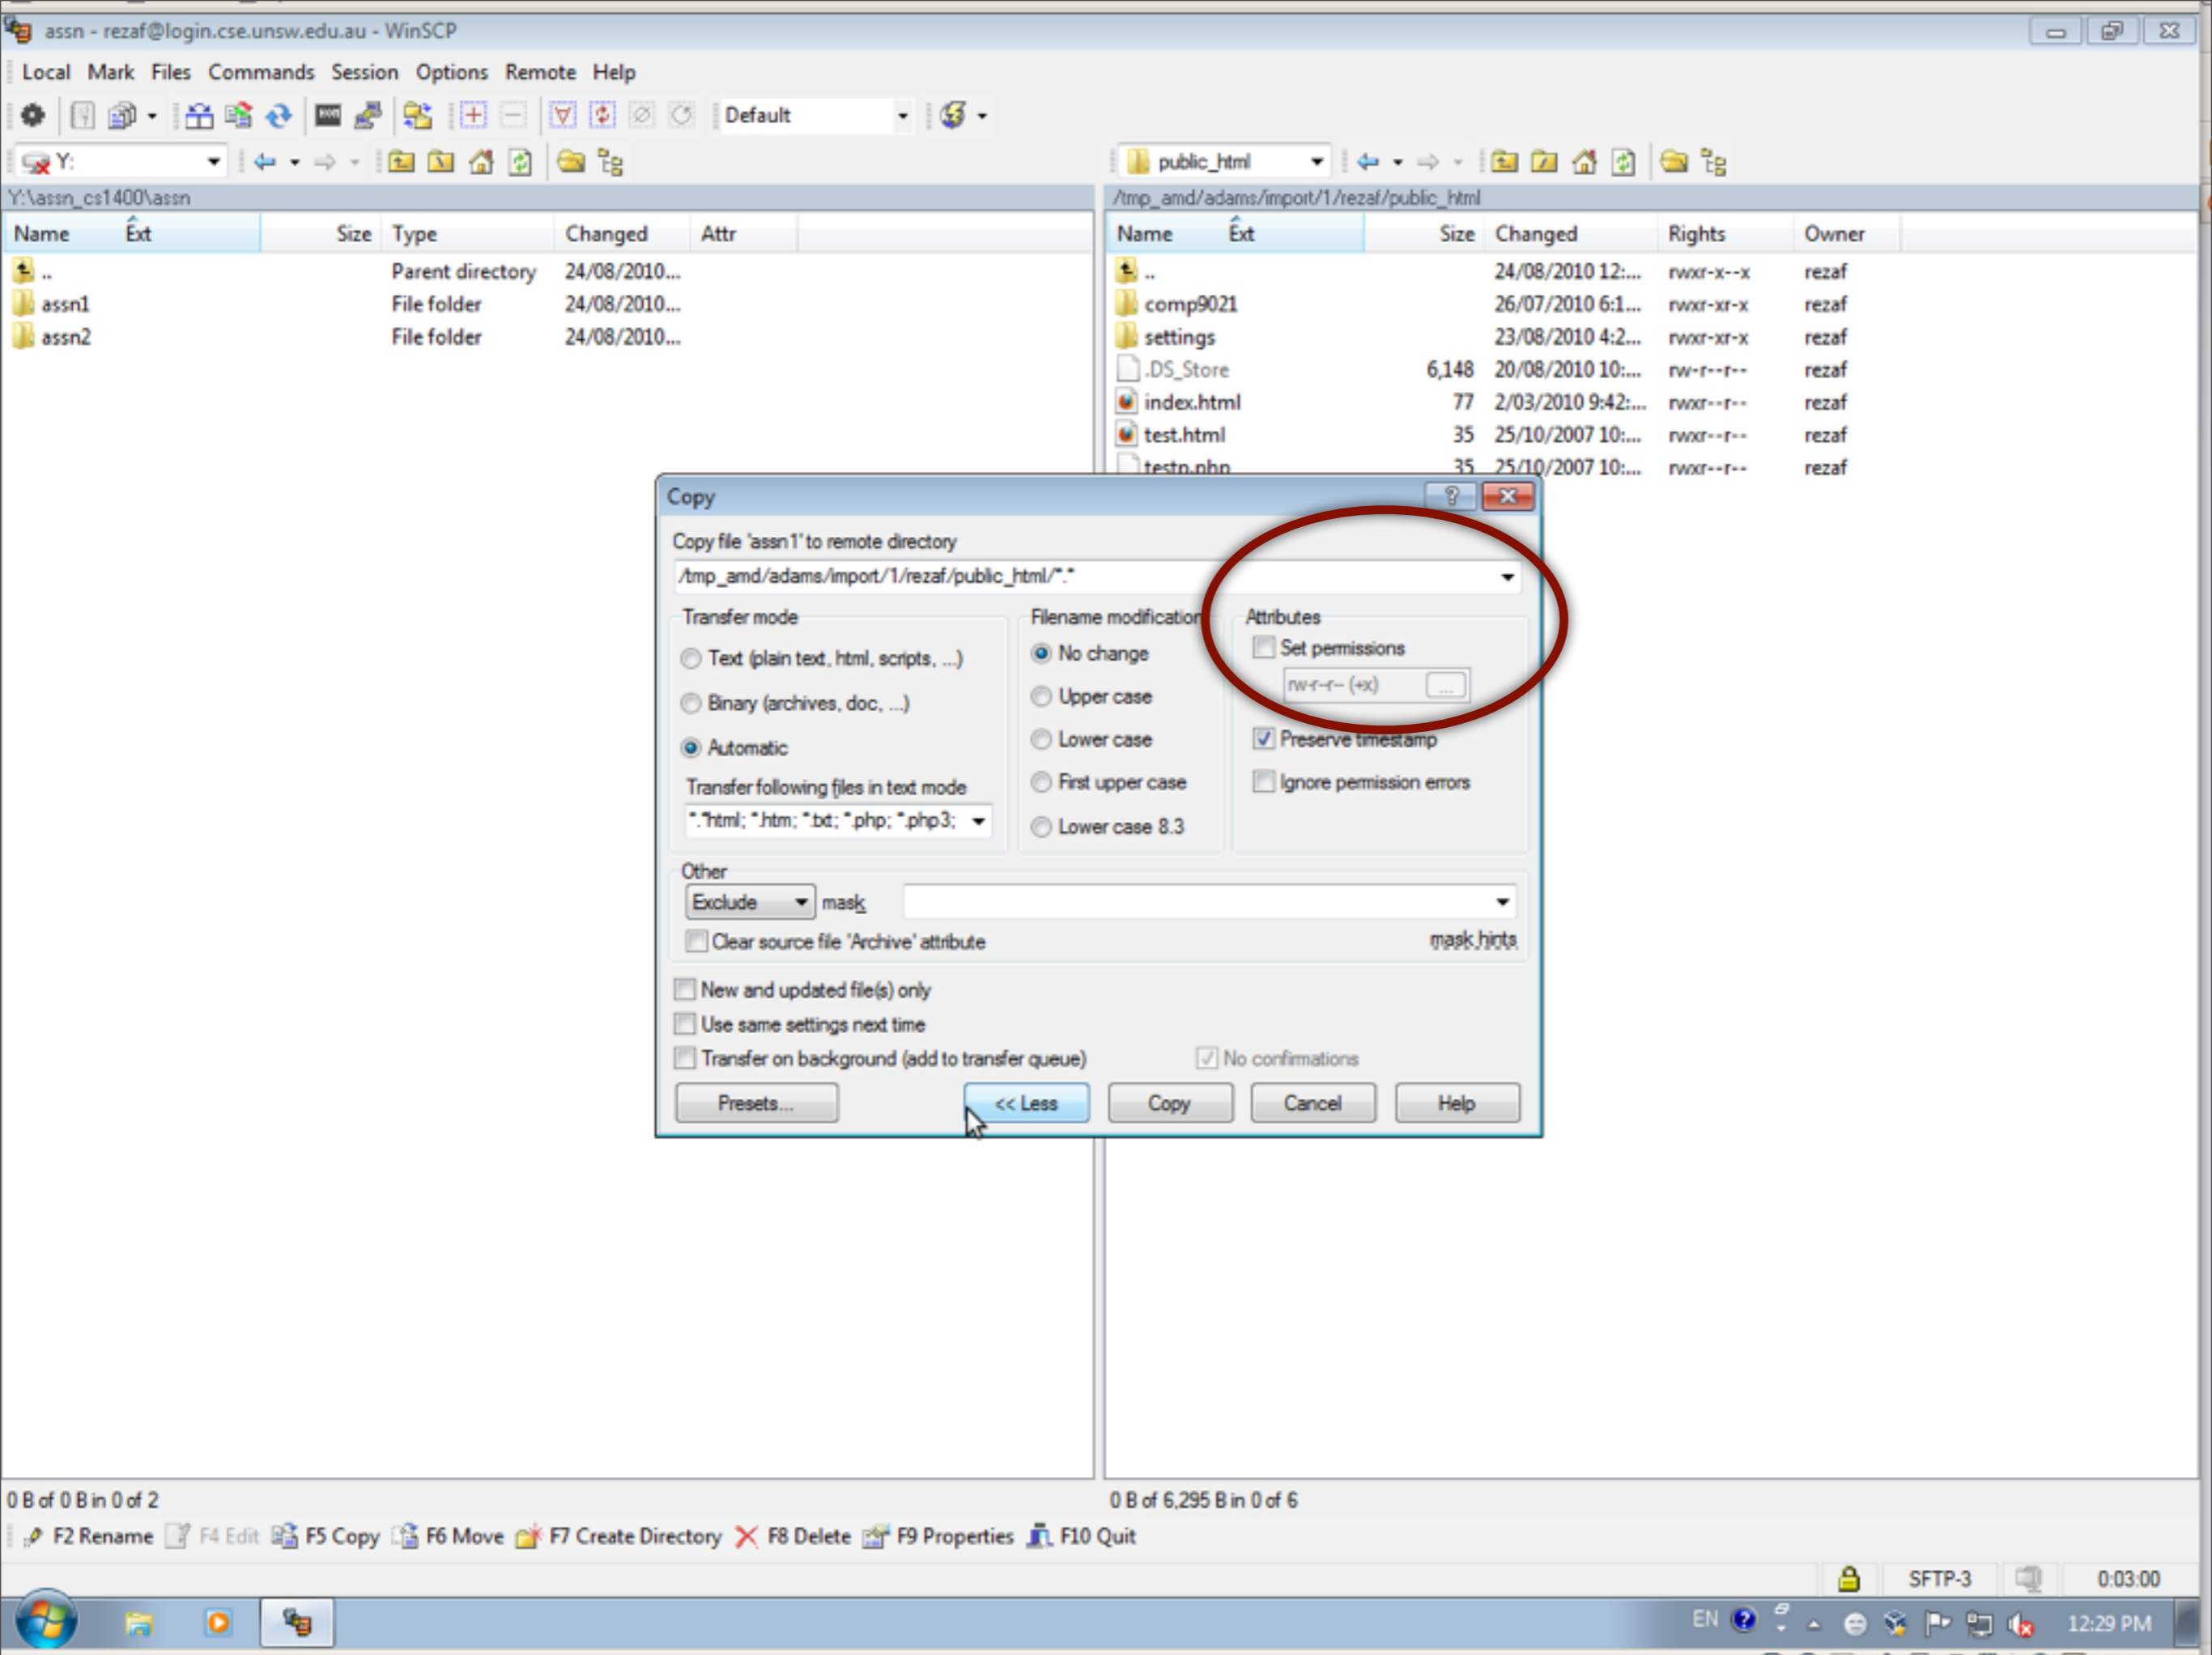 assn - rezaf@login.cse.unsw.edu.au - WinSCP
Local Mark Files Commands Session Options Remote Help
Default
Y:
public_html
Y:\assn_cs1400\assn
/tmp_amd/adams/import/1/rezaf/public_html
Name Ext Size Type Changed Attr
Name Ext Size Changed Rights Owner
.. Parent directory 24/08/2010...
assn1 File folder 24/08/2010...
assn2 File folder 24/08/2010...
.. 24/08/2010 12:... rwxr-x--x rezaf
comp9021 26/07/2010 6:1... rwxr-xr-x rezaf
settings 23/08/2010 4:2... rwxr-xr-x rezaf
.DS_Store 6,148 20/08/2010 10:... rw-r--r-- rezaf
index.html 77 2/03/2010 9:42:... rwxr--r-- rezaf
test.html 35 25/10/2007 10:... rwxr--r-- rezaf
testp.php 35 25/10/2007 10:... rwxr--r-- rezaf
Copy
Copy file 'assn1' to remote directory
/tmp_amd/adams/import/1/rezaf/public_html/*.*
Transfer mode
Text (plain text, html, scripts, ...)
Binary (archives, doc, ...)
Automatic
Transfer following files in text mode
*.*html; *.htm; *.txt; *.php; *.php3;
Filename modification
No change
Upper case
Lower case
First upper case
Lower case 8.3
Attributes
Set permissions
rw-r--r-- (+x) ...
Preserve timestamp
Ignore permission errors
Other
Exclude mask
Clear source file 'Archive' attribute
mask hints
New and updated file(s) only
Use same settings next time
Transfer on background (add to transfer queue) No confirmations
Presets... << Less Copy Cancel Help
0 B of 0 B in 0 of 2
0 B of 6,295 B in 0 of 6
F2 Rename F4 Edit F5 Copy F6 Move F7 Create Directory F8 Delete F9 Properties F10 Quit
SFTP-3 0:03:00
EN 12:29 PM